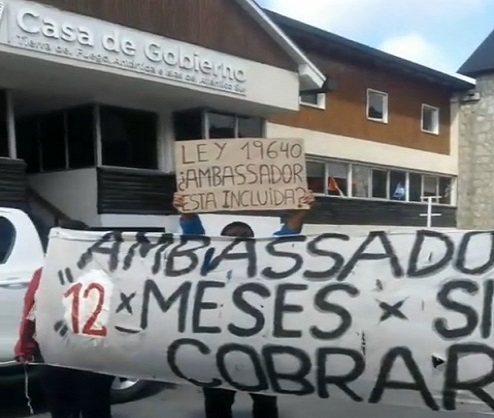 Casa de Gobierno
Tierra del Fuego, Antártida e Islas del Atlántico Sur
LEY 19640
¿AMBASSADOR
ESTA INCLUÍDA?
"AMBASSADO
"12 x MESES x SI
COBRAR